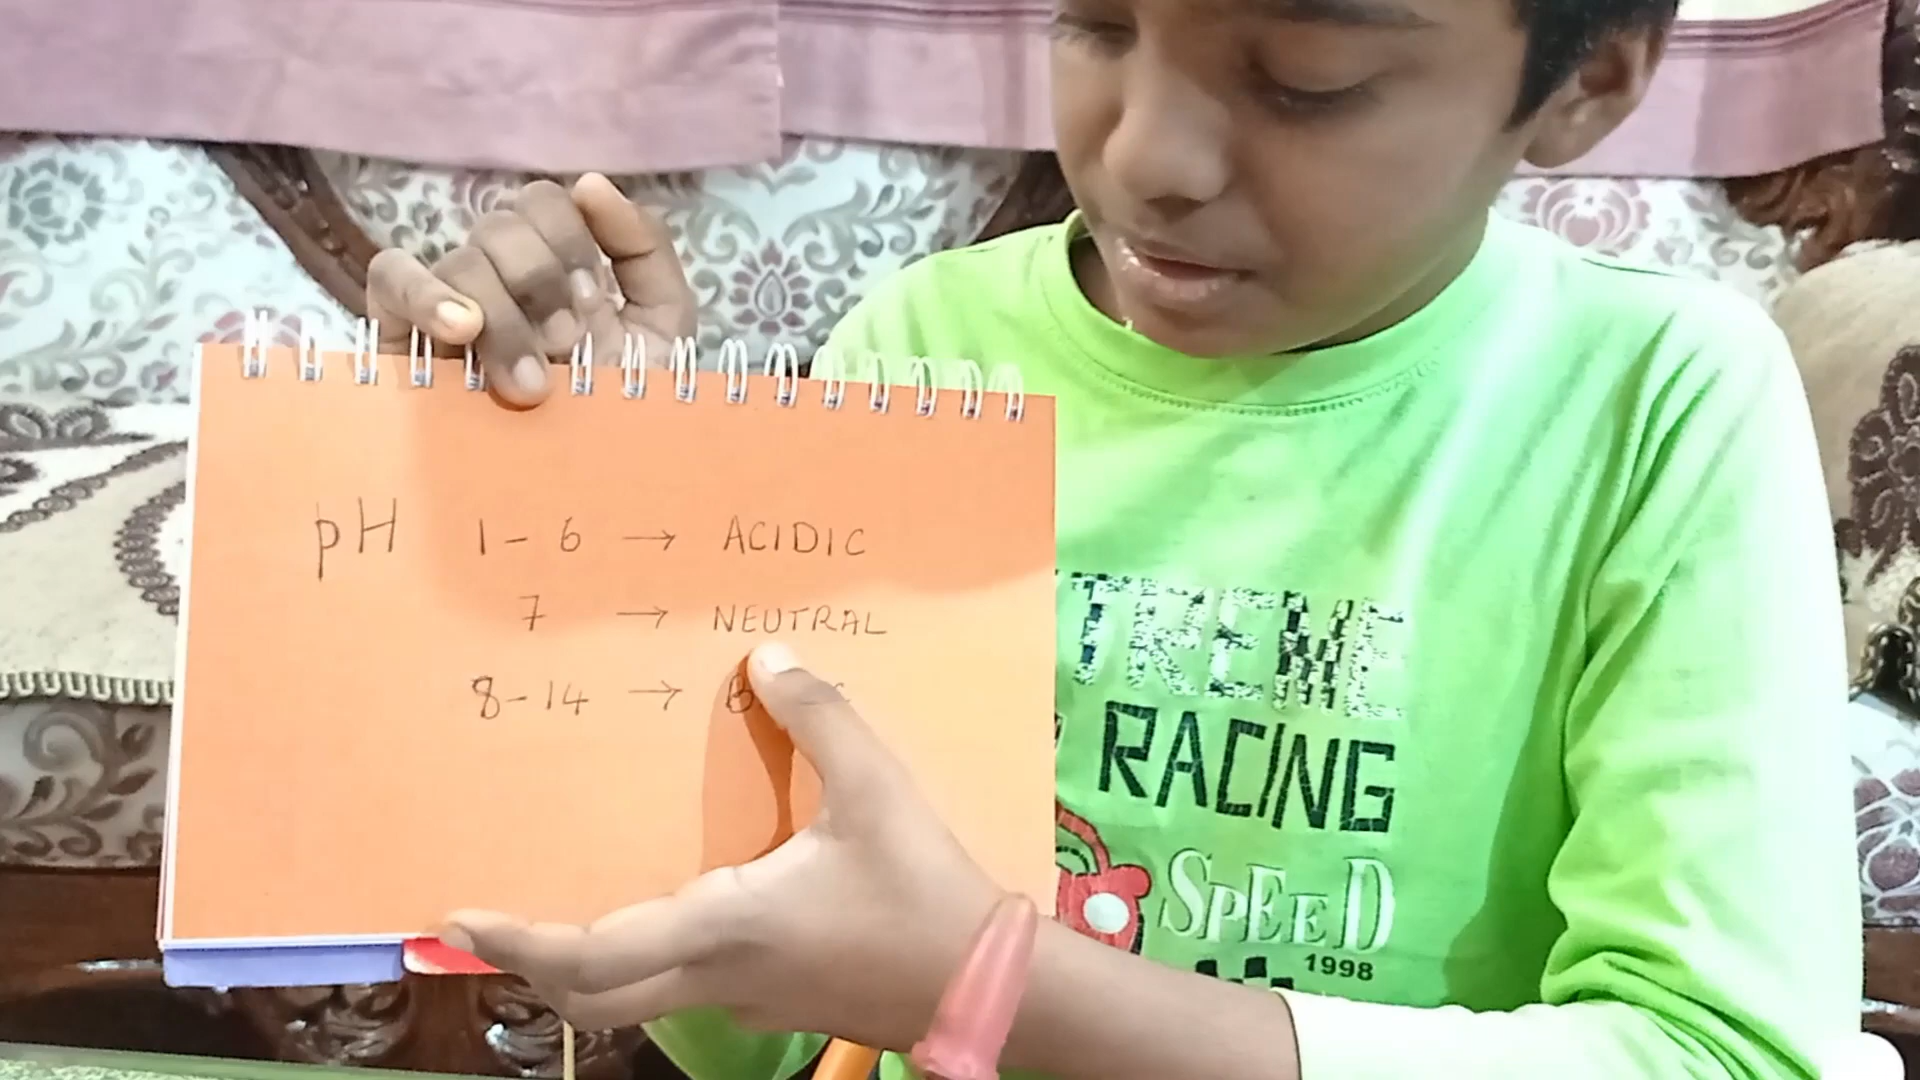 pH 1-6 → ACIDIC
7 → NEUTRAL
8-14 →
RACING
SPEED
1998